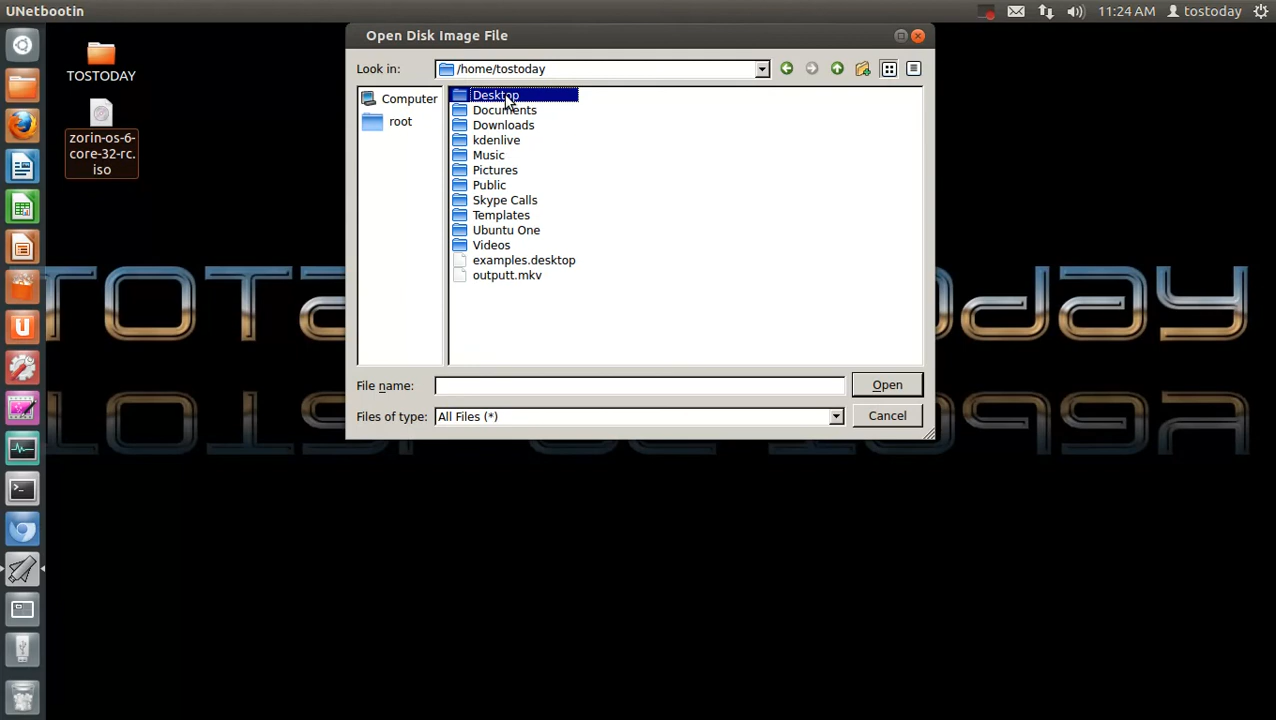 UNetbootin
11:24 AM
tostoday
TOSTODAY
zorin-os-6-
core-32-rc.
iso
Open Disk Image File
Look in:
/home/tostoday
Computer
root
Desktop
Documents
Downloads
kdenlive
Music
Pictures
Public
Skype Calls
Templates
Ubuntu One
Videos
examples.desktop
outputt.mkv
File name:
Open
Files of type:
All Files (*)
Cancel